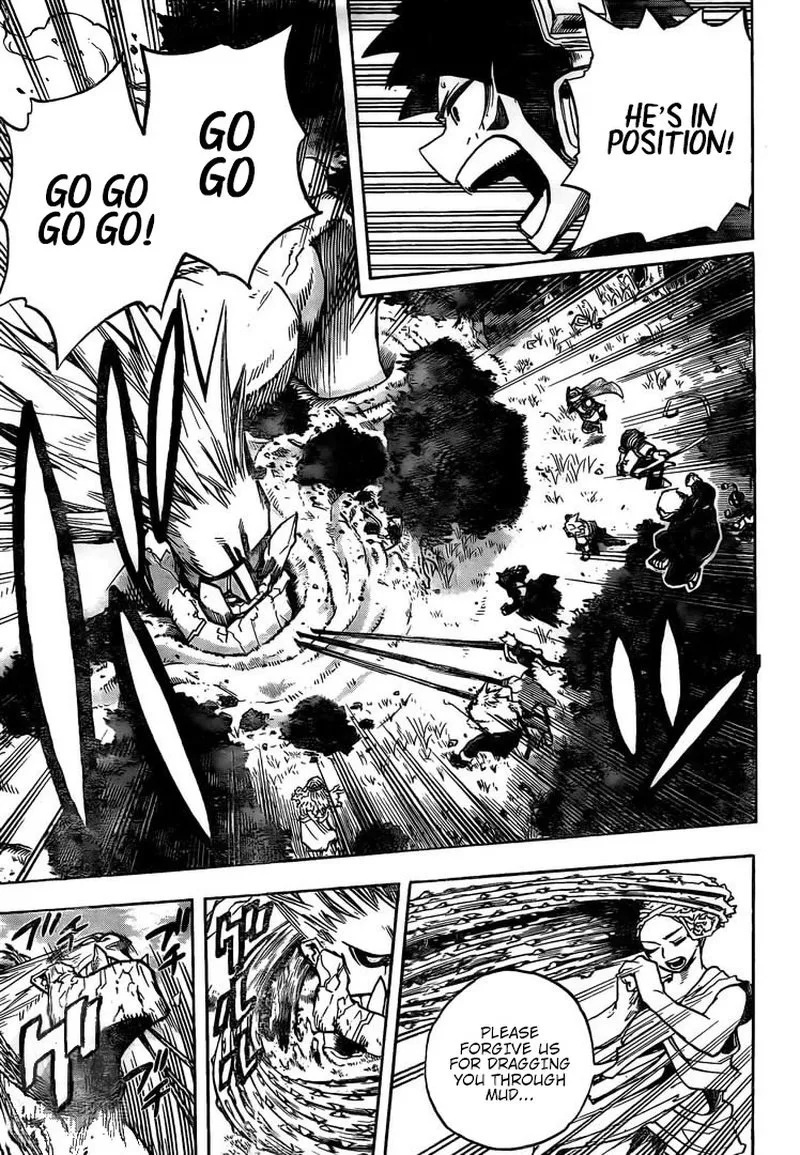 HE'S IN
POSITION!
GO
GO
GO GO
GO GO!
PLEASE
FORGIVE US
FOR DRAGGING
YOU THROUGH
MUD...